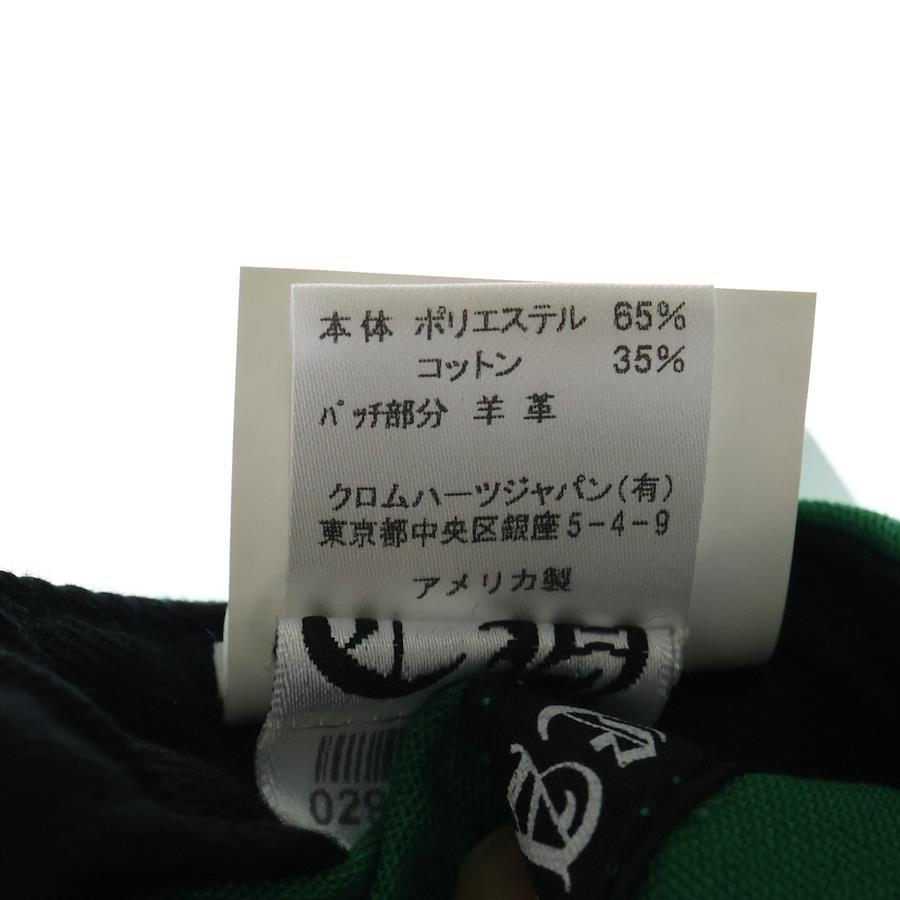 本体 ポリエステル 65%
コットン 35%
パッチ部分 羊革
クロムハーツジャパン(有)
東京都中央区銀座5-4-9
アメリカ製